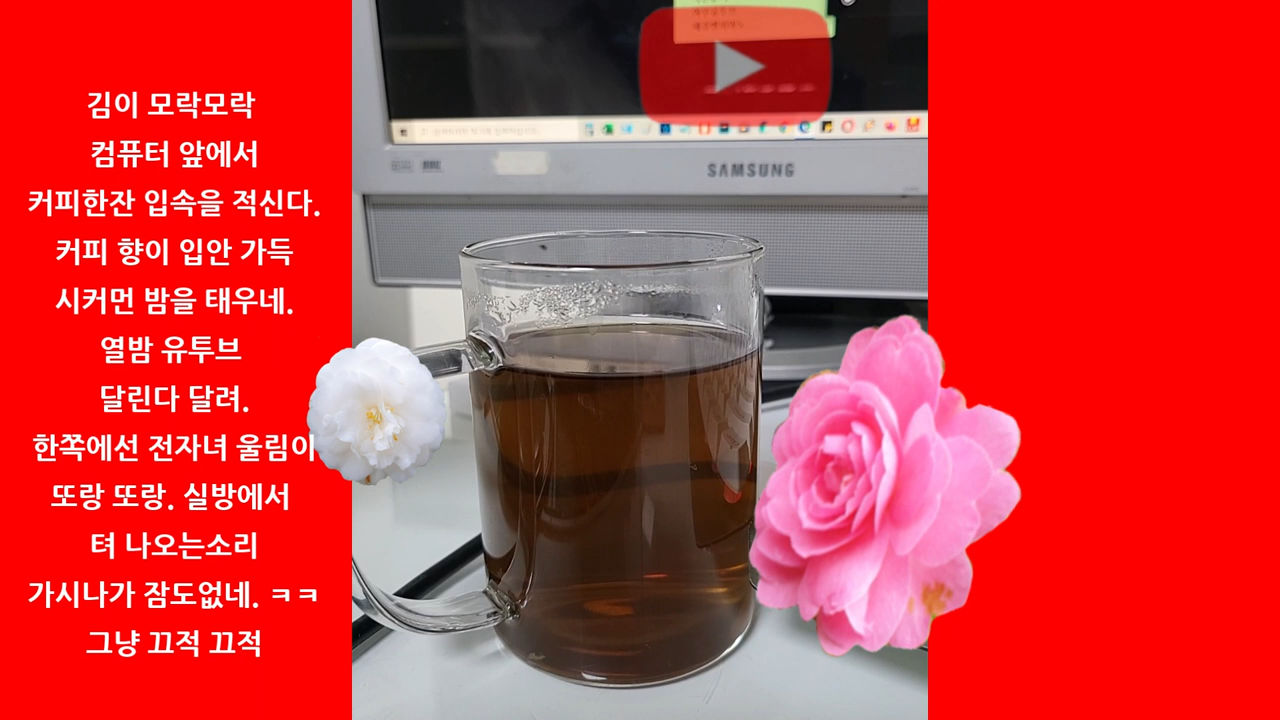 김이 모락모락
컴퓨터 앞에서
커피한잔 입속을 적신다.
커피 향이 입안 가득
시커먼 밤을 태우네.
열밤 유투브
달린다 달려.
한쪽에선 전자녀 울림이
또랑 또랑. 실방에서
텨 나오는소리
가시나가 잠도없네. ㅋㅋ
그냥 끄적 끄적
SAMSUNG